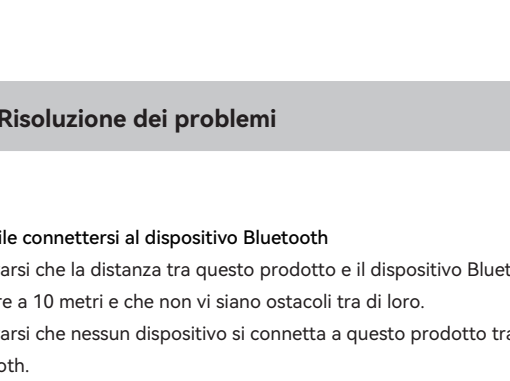 Risoluzione dei problemi
ile connettersi al dispositivo Bluetooth
arsi che la distanza tra questo prodotto e il dispositivo Bluet
re a 10 metri e che non vi siano ostacoli tra di loro.
arsi che nessun dispositivo si connetta a questo prodotto tra
oth.